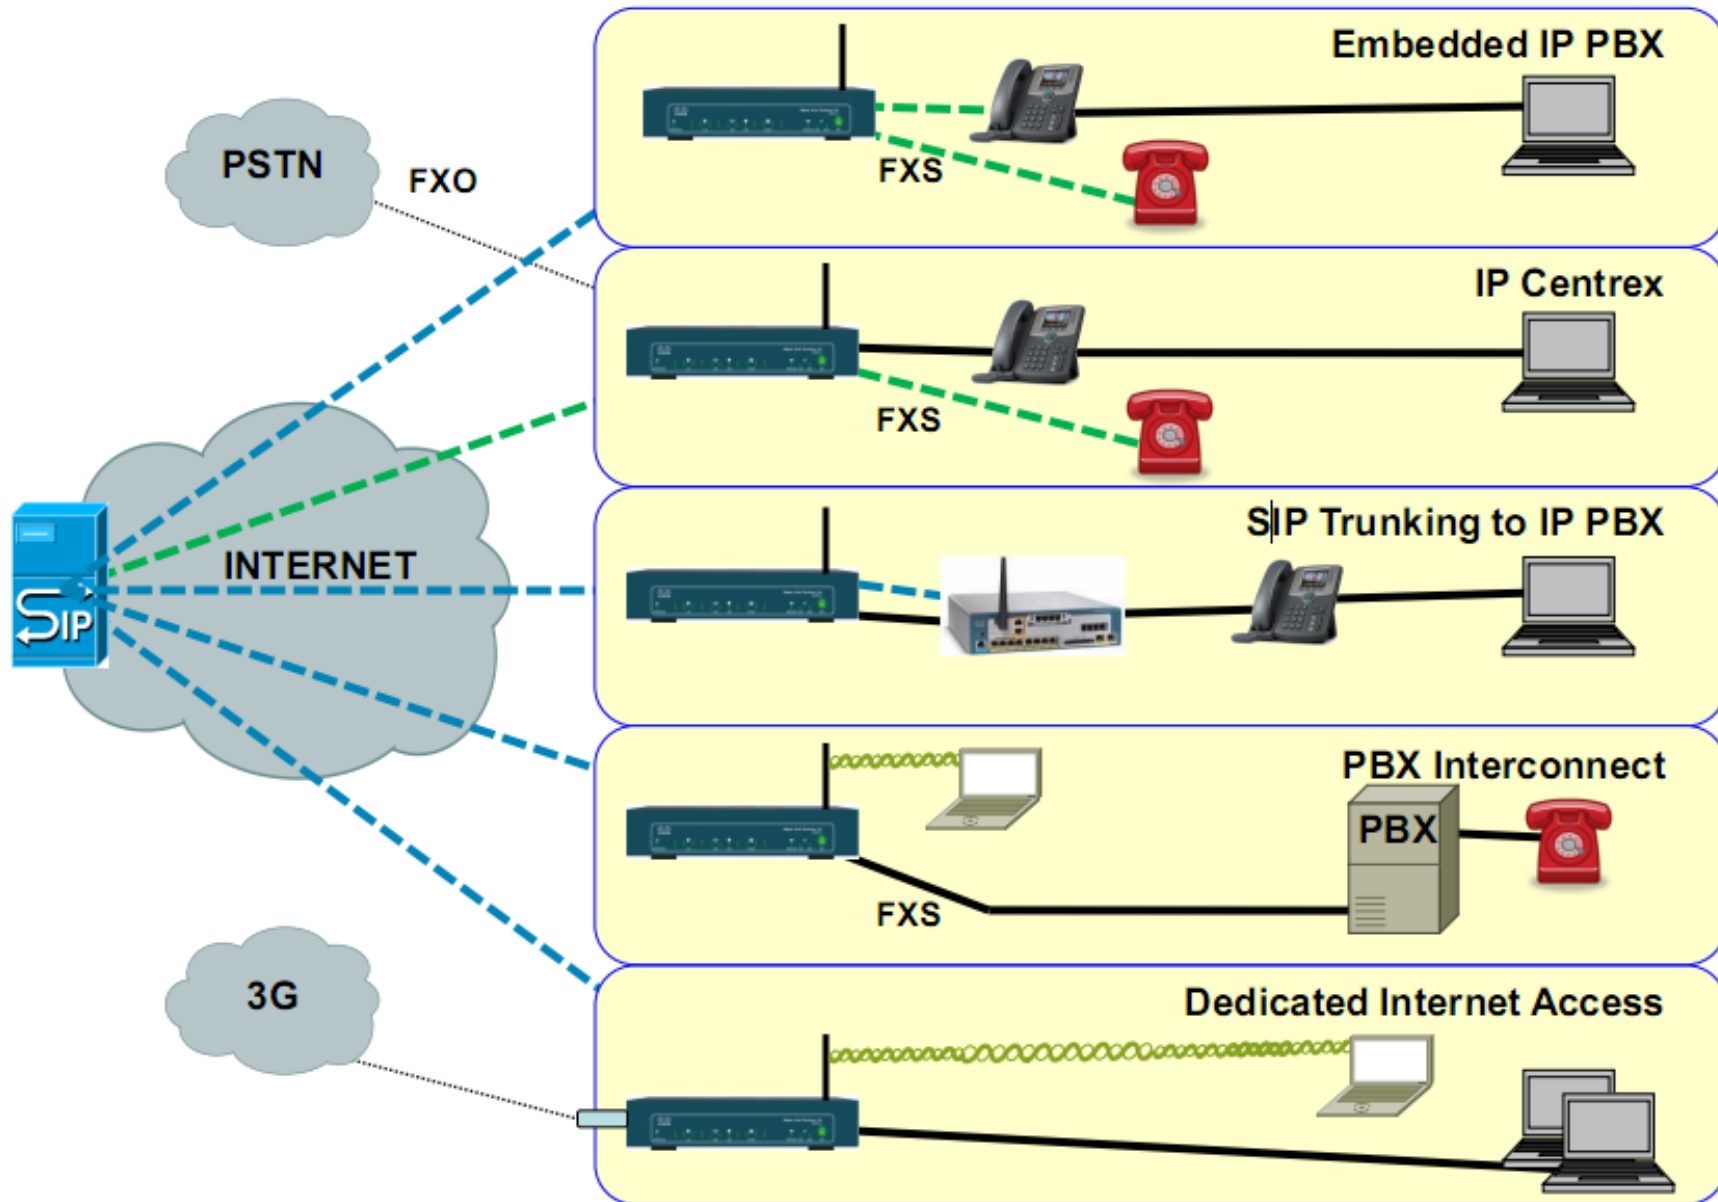 Embedded IP PBX
PSTN
FXO
FXS
IP Centrex
FXS
SIP Trunking to IP PBX
INTERNET
SIP
PBX Interconnect
PBX
FXS
3G
Dedicated Internet Access